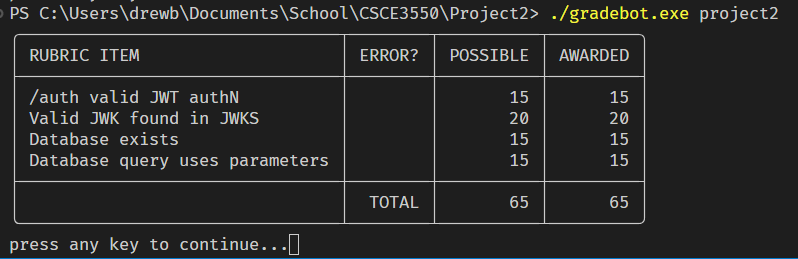 PS C:\Users\drewb\Documents\School\CSCE3550\Project2> ./gradebot.exe project2
RUBRIC ITEM ERROR? POSSIBLE AWARDED
/auth valid JWT authN 15 15
Valid JWK found in JWKS 20 20
Database exists 15 15
Database query uses parameters 15 15
TOTAL 65 65
press any key to continue...